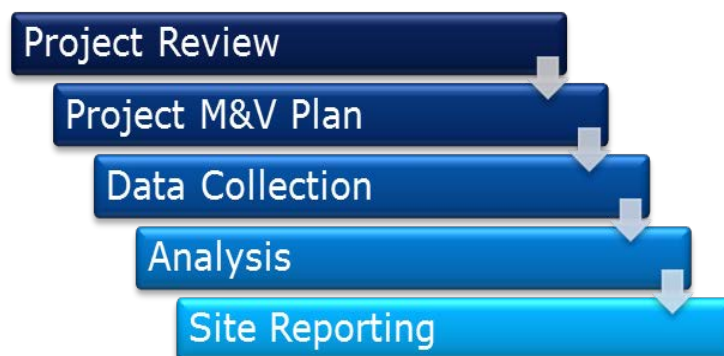 Project Review
Project M&V Plan
Data Collection
Analysis
Site Reporting